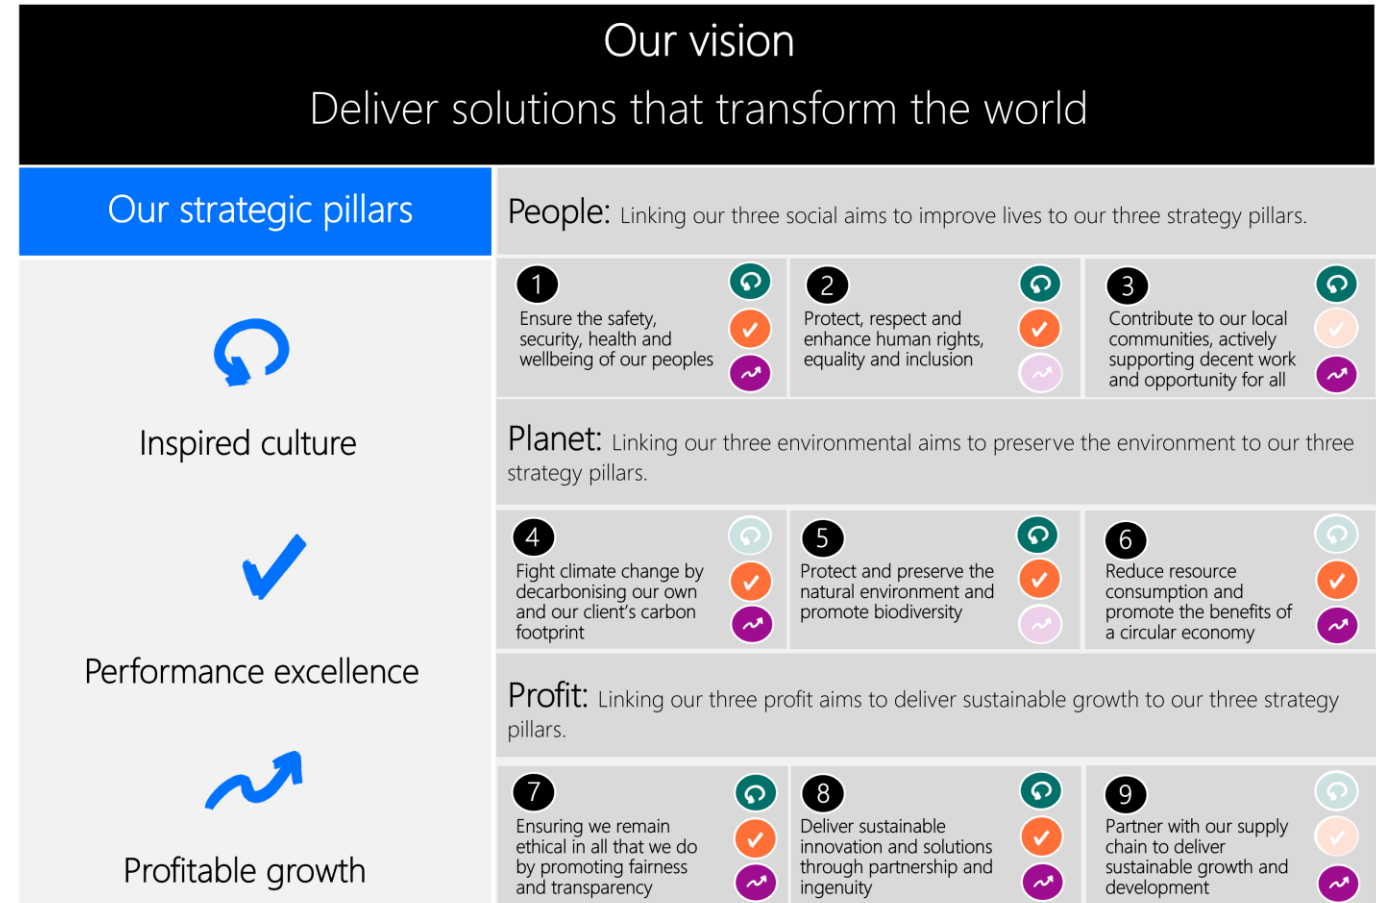 Our vision
Deliver solutions that transform the world
Our strategic pillars
Inspired culture
Performance excellence
Profitable growth
People: Linking our three social aims to improve lives to our three strategy pillars.
1
Ensure the safety,
security, health and
wellbeing of our peoples
2
Protect, respect and
enhance human rights,
equality and inclusion
3
Contribute to our local
communities, actively
supporting decent work
and opportunity for all
Planet: Linking our three environmental aims to preserve the environment to our three
strategy pillars.
4
Fight climate change by
decarbonising our own
and our client's carbon
footprint
5
Protect and preserve the
natural environment and
promote biodiversity
6
Reduce resource
consumption and
promote the benefits of
a circular economy
Profit: Linking our three profit aims to deliver sustainable growth to our three strategy
pillars.
7
Ensuring we remain
ethical in all that we do
by promoting fairness
and transparency
8
Deliver sustainable
innovation and solutions
through partnership and
ingenuity
9
Partner with our supply
chain to deliver
sustainable growth and
development